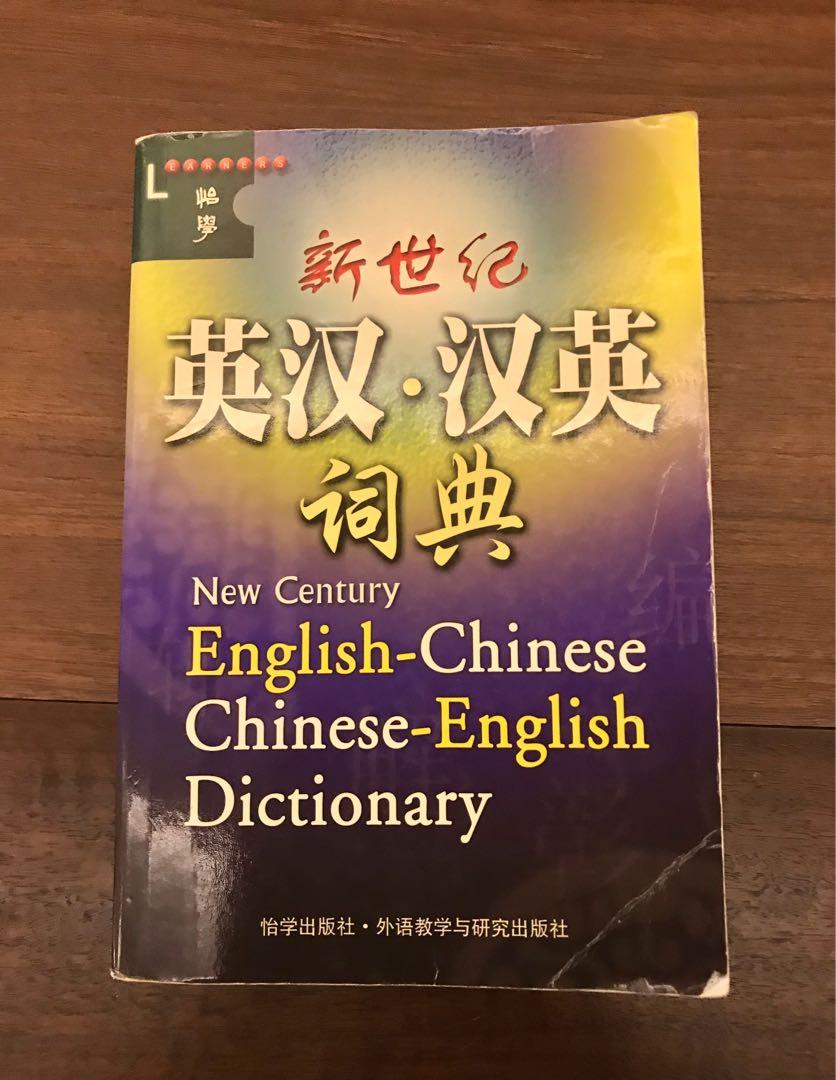 LEARNERS
怡學
新世纪
英汉·汉英
词典
New Century
English-Chinese
Chinese-English
Dictionary
怡学出版社·外语教学与研究出版社